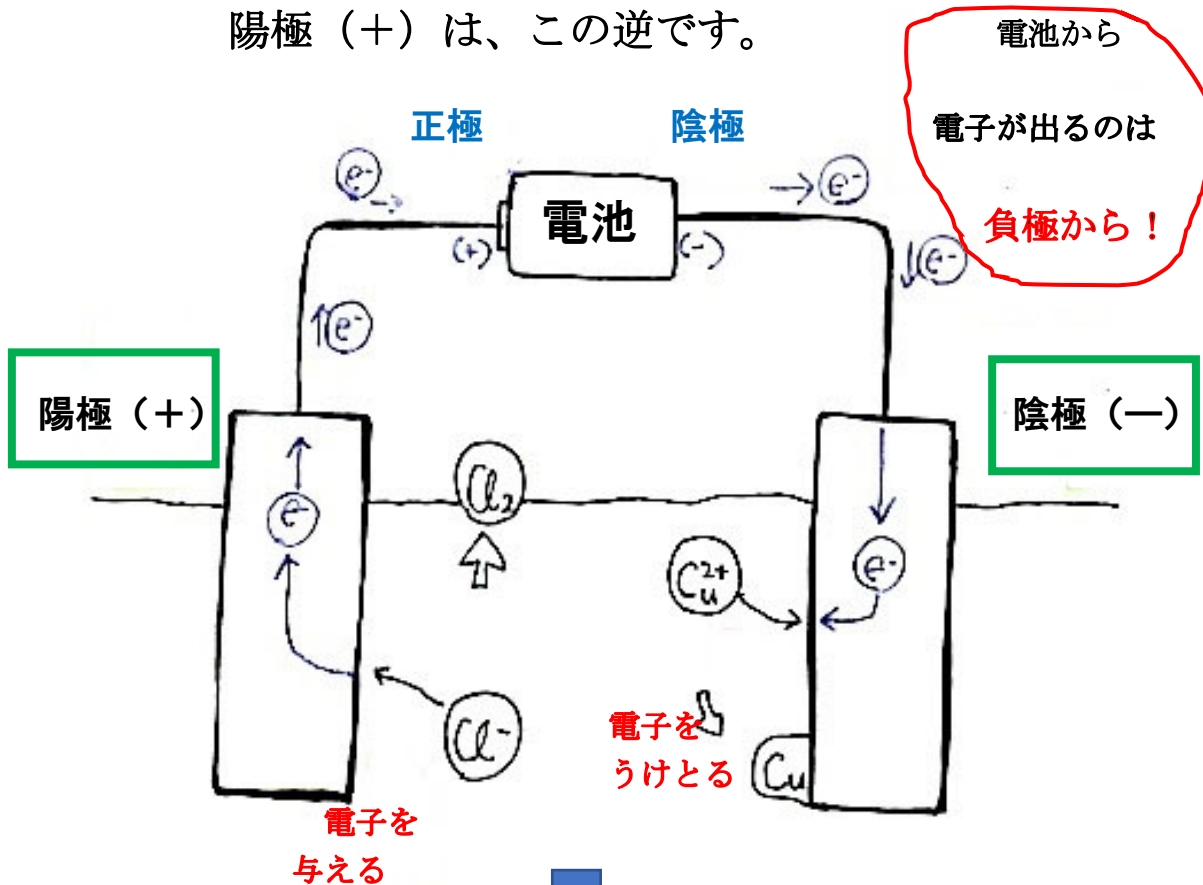 陽極（＋）は、この逆です。
電池から
電子が出るのは
負極から！
正極
陰極
e⁻
e⁻
電池
(+)
(-)
e⁻
e⁻
陽極（＋）
陰極（―）
Cl₂
e⁻
e⁻
Cu²⁺
Cl⁻
電子を
うけとる
Cu
電子を
与える